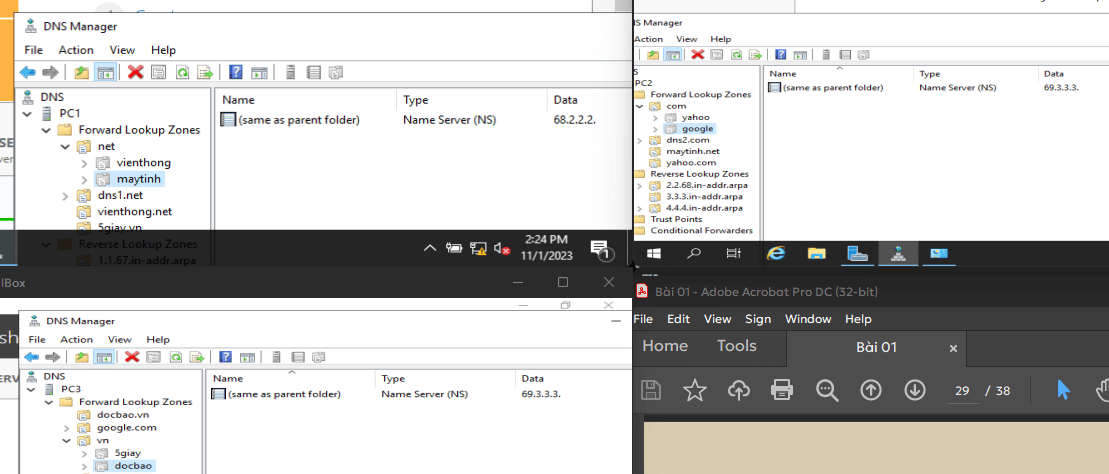 DNS Manager
File Action View Help
DNS
PC1
Forward Lookup Zones
net
vienthong
maytinh
dns1.net
vienthong.net
5giay.vn
Reverse Lookup Zones
1.1.67.in-addr.arpa
Name Type Data
(same as parent folder) Name Server (NS) 68.2.2.2.
2:24 PM
11/1/2023
1
NS Manager
Action View Help
PC2
Forward Lookup Zones
com
yahoo
google
dns2.com
maytinh.net
yahoo.com
Reverse Lookup Zones
2.2.68.in-addr.arpa
3.3.3.in-addr.arpa
4.4.4.in-addr.arpa
Trust Points
Conditional Forwarders
Name Type Data
(same as parent folder) Name Server (NS) 69.3.3.3.
lBox
DNS Manager
File Action View Help
DNS
PC3
Forward Lookup Zones
docbao.vn
google.com
vn
5giay
docbao
Name Type Data
(same as parent folder) Name Server (NS) 69.3.3.3.
Bài 01 - Adobe Acrobat Pro DC (32-bit)
File Edit View Sign Window Help
Home Tools Bài 01 ×
29 / 38